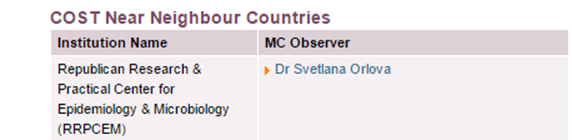 COST Near Neighbour Countries
Institution Name MC Observer
Republican Research & Dr Svetlana Orlova
Practical Center for
Epidemiology & Microbiology
(RRPCEM)